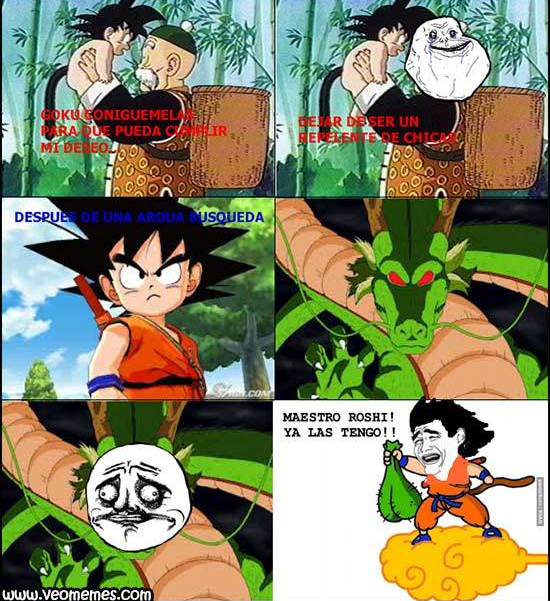 GOKU CONIGUEMELAS
PARA QUE PUEDA CUMPLIR
MI DESEO...
DEJAR DE SER UN
REPELENTE DE CHICAS
DESPUES DE UNA ARDUA BUSQUEDA
.COM
MAESTRO ROSHI!
YA LAS TENGO!!
www.veomemes.com